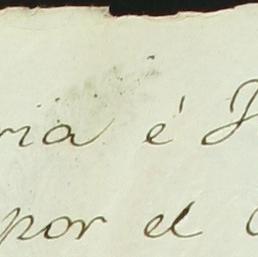 ria é
por el